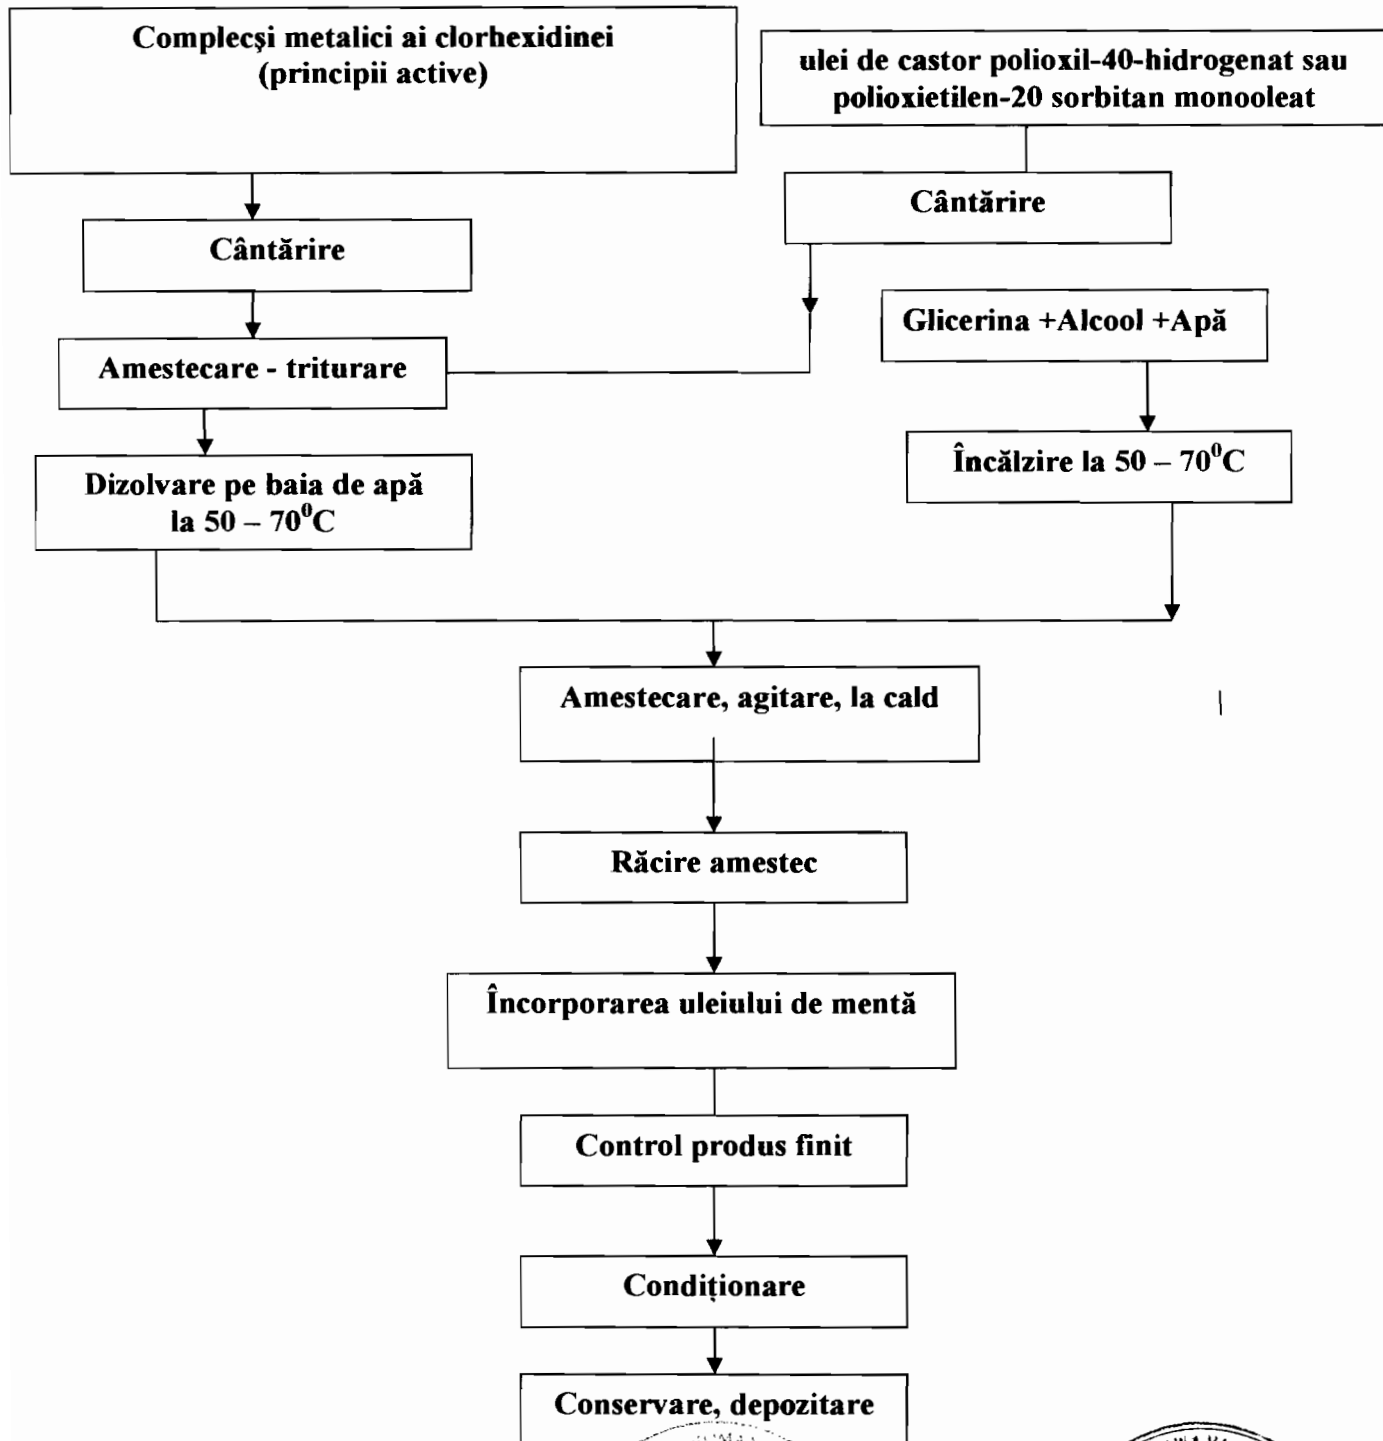 Complecşi metalici ai clorhexidinei
(principii active)
ulei de castor polioxil-40-hidrogenat sau
polioxietilen-20 sorbitan monooleat
Cântărire
Cântărire
Glicerina +Alcool +Apă
Amestecare - triturare
Încălzire la 50 – 70⁰C
Dizolvare pe baia de apă
la 50 – 70⁰C
Amestecare, agitare, la cald
Răcire amestec
Încorporarea uleiului de mentă
Control produs finit
Condiționare
Conservare, depozitare